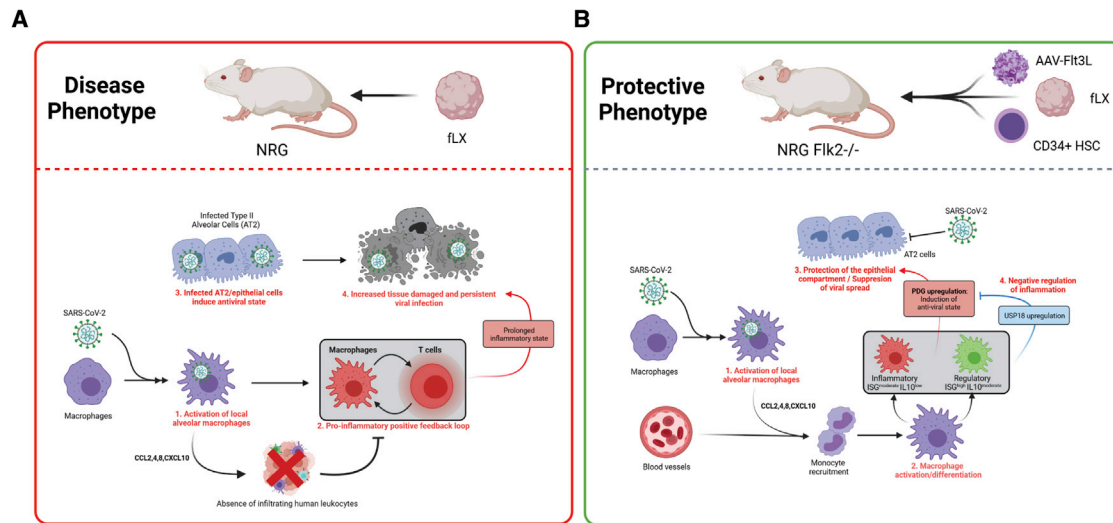 A
Disease
Phenotype
NRG
fLX
Infected Type II
Alveolar Cells (AT2)
3. Infected AT2/epithelial cells
induce antiviral state
4. Increased tissue damaged and persistent
viral infection
SARS-CoV-2
Macrophages
1. Activation of local
alveolar macrophages
Macrophages
T cells
2. Pro-inflammatory positive feedback loop
Prolonged
inflammatory state
CCL2,4,8,CXCL10
Absence of infiltrating human leukocytes
B
Protective
Phenotype
NRG Flk2-/-
AAV-Flt3L
fLX
CD34+ HSC
SARS-CoV-2
AT2 cells
3. Protection of the epithelial
compartment / Suppresion
of viral spread
4. Negative regulation
of inflammation
PDG upregulation:
Induction of
anti-viral state
USP18 upregulation
SARS-CoV-2
Macrophages
1. Activation of local
alveolar macrophages
Inflammatory
ISGmoderate IL10low
Regulatory
ISGhigh IL10moderate
CCL2,4,8,CXCL10
Blood vessels
Monocyte
recruitment
2. Macrophage
activation/differentiation